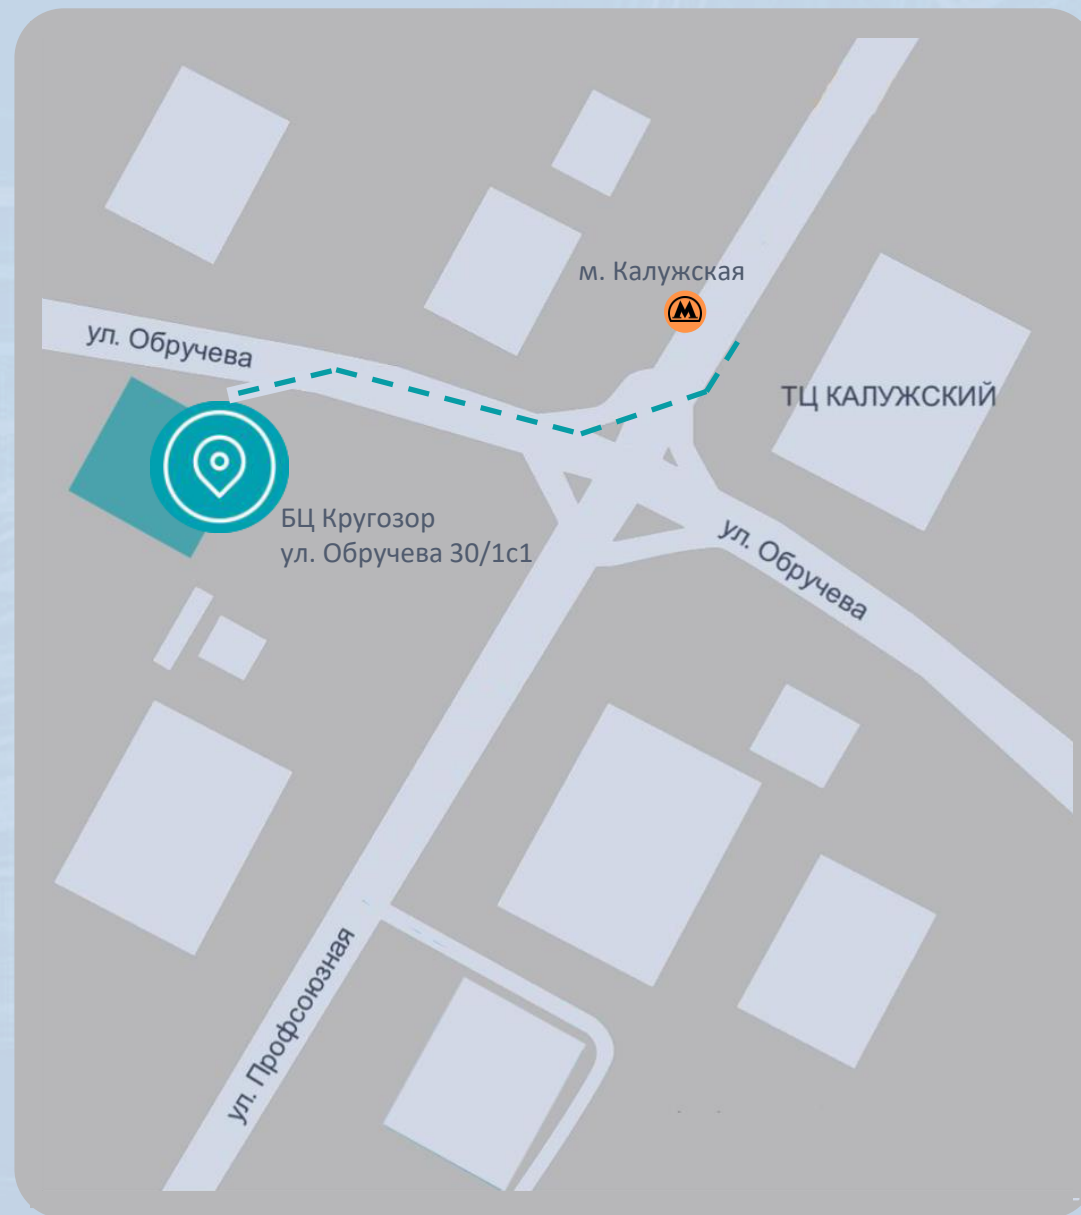 м. Калужская
ул. Обручева
ТЦ КАЛУЖСКИЙ
БЦ Кругозор
ул. Обручева 30/1с1
ул. Обручева
ул. Профсоюзная